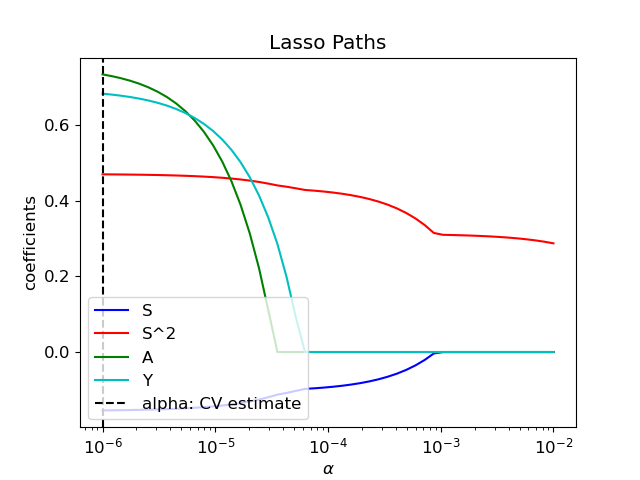 Lasso Paths
coefficients
0.6
0.4
0.2
0.0
S
S^2
A
Y
alpha: CV estimate
10⁻⁶ 10⁻⁵ 10⁻⁴ 10⁻³ 10⁻²
α